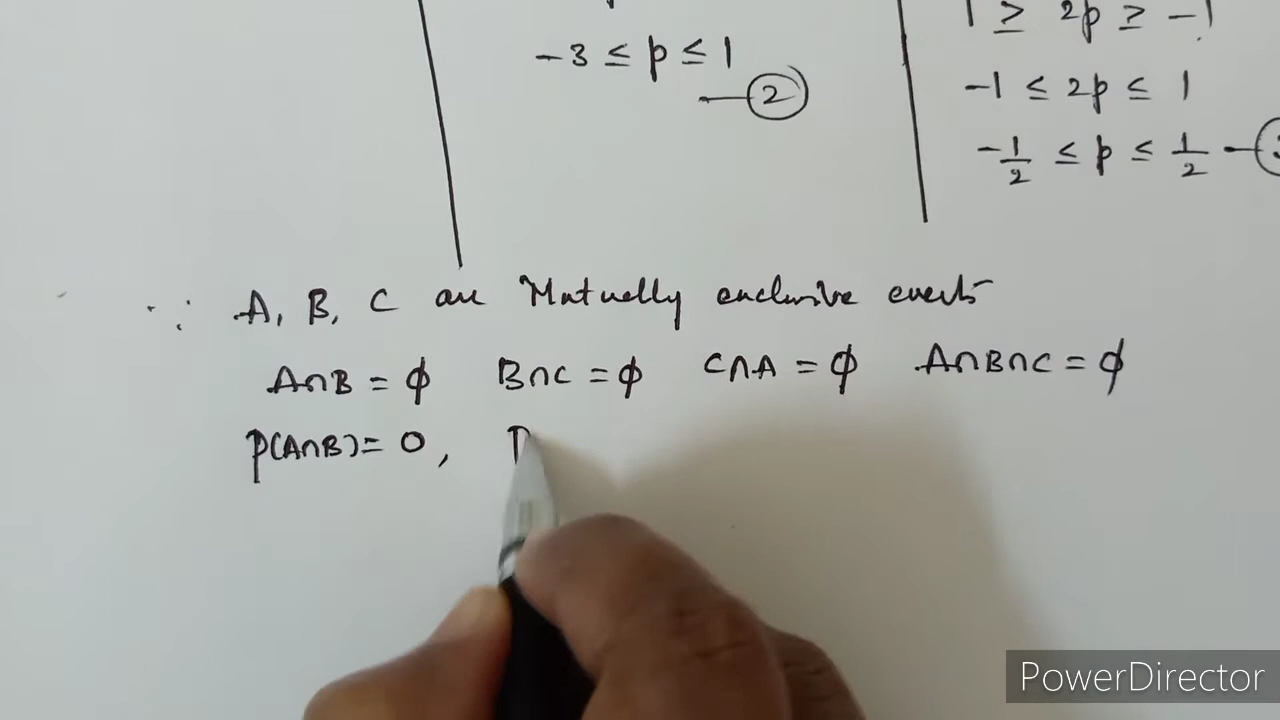 -3 ≤ p ≤ 1
②
1 ≥ 2p ≥ -1
-1 ≤ 2p ≤ 1
-1/2 ≤ p ≤ 1/2 —
∵ A, B, C are Mutually exclusive events
A∩B = ϕ B∩C = ϕ C∩A = ϕ A∩B∩C = ϕ
P(A∩B) = 0,
PowerDirector